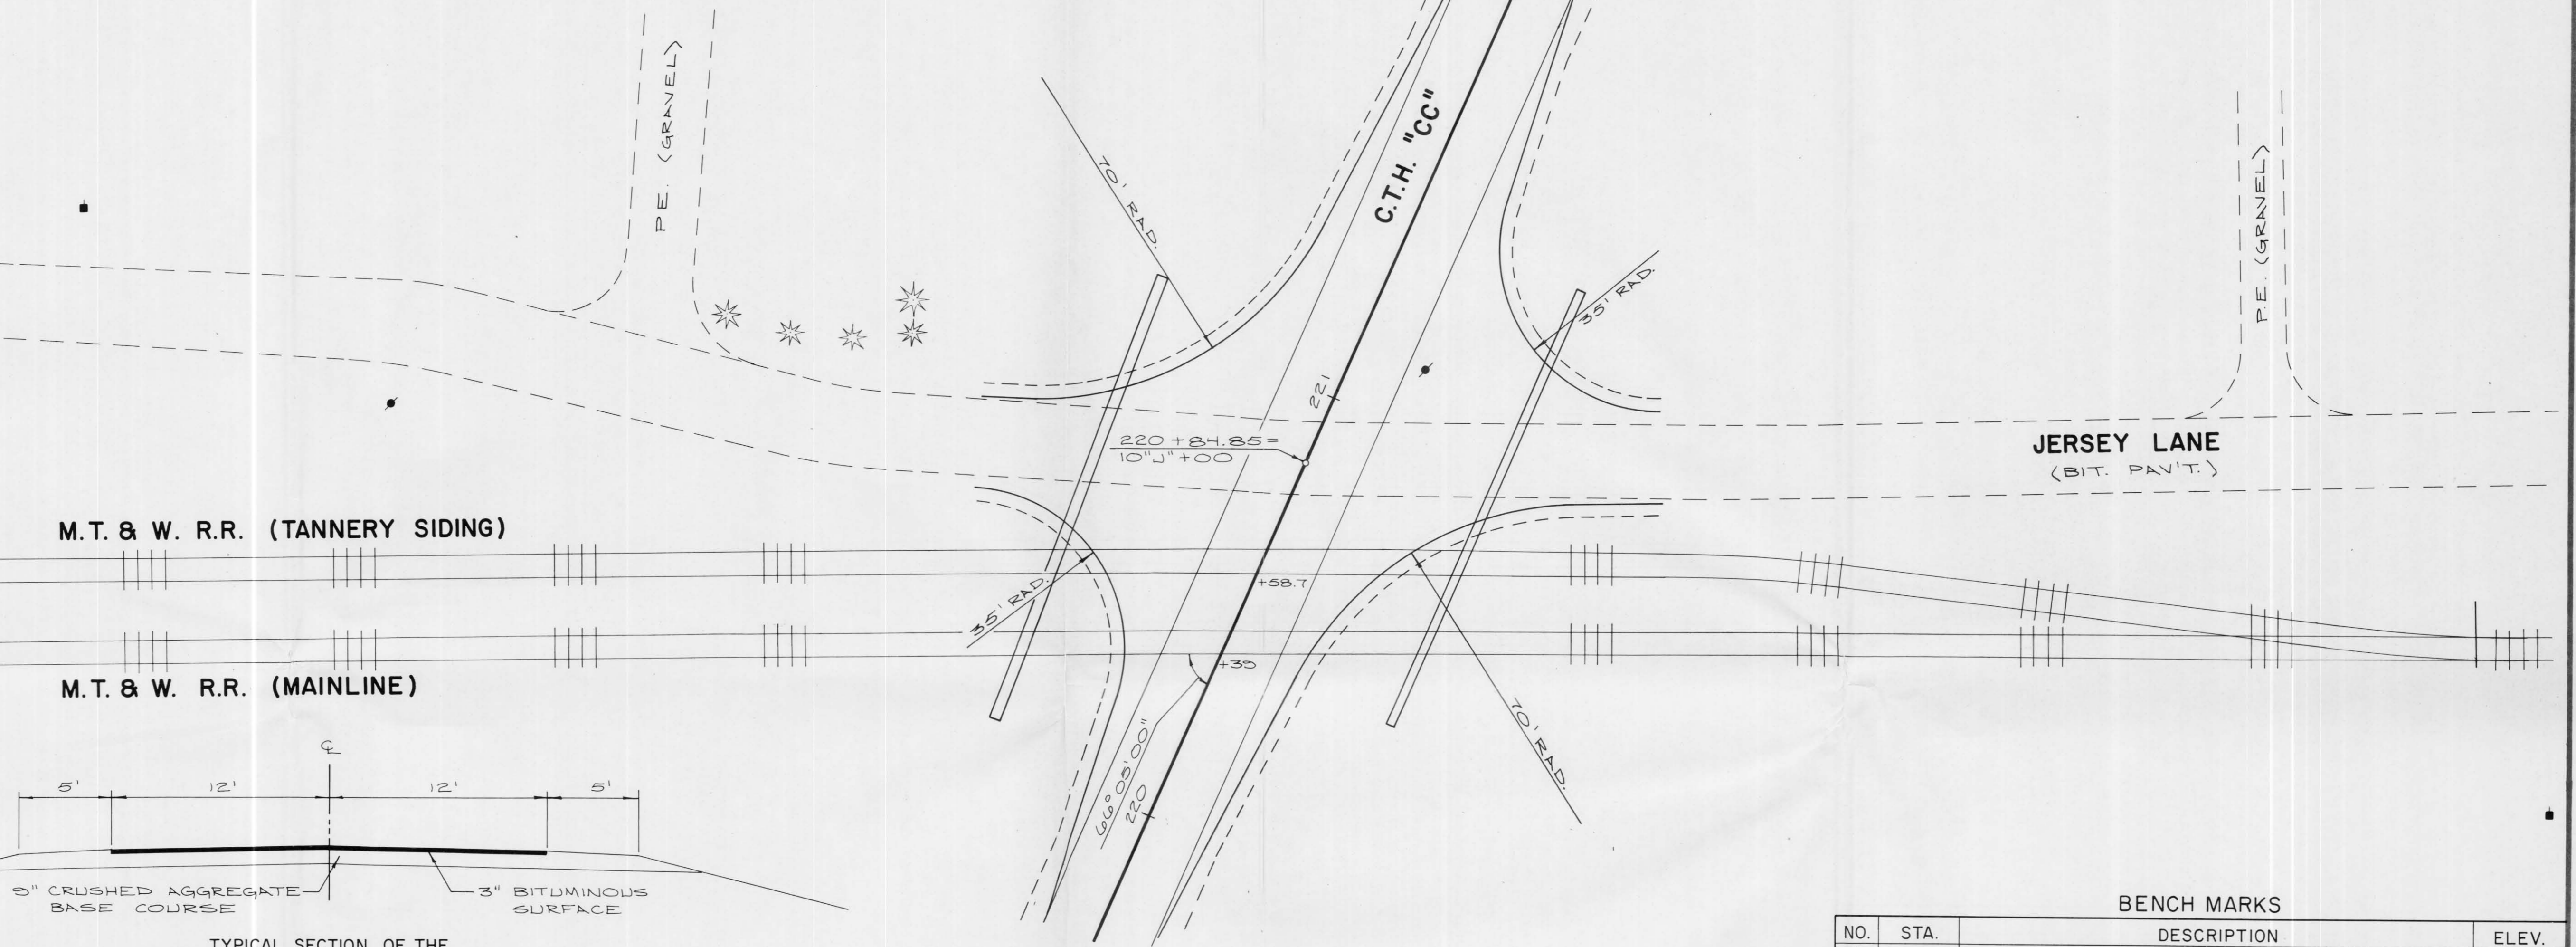 P.E. (GRAVEL)
70' RAD.
C.T.H. "CC"
P.E. (GRAVEL)
35' RAD.
221
220+84.85=
10"J"+00
JERSEY LANE
(BIT. PAV'T.)
M.T. & W. R.R. (TANNERY SIDING)
+58.7
35' RAD.
+39
M.T. & W. R.R. (MAINLINE)
70' RAD.
66° 05' 00"
220
℄
5' 12' 12' 5'
9" CRUSHED AGGREGATE
BASE COURSE
3" BITUMINOUS
SURFACE
TYPICAL SECTION OF THE
BENCH MARKS
NO. STA. DESCRIPTION ELEV.